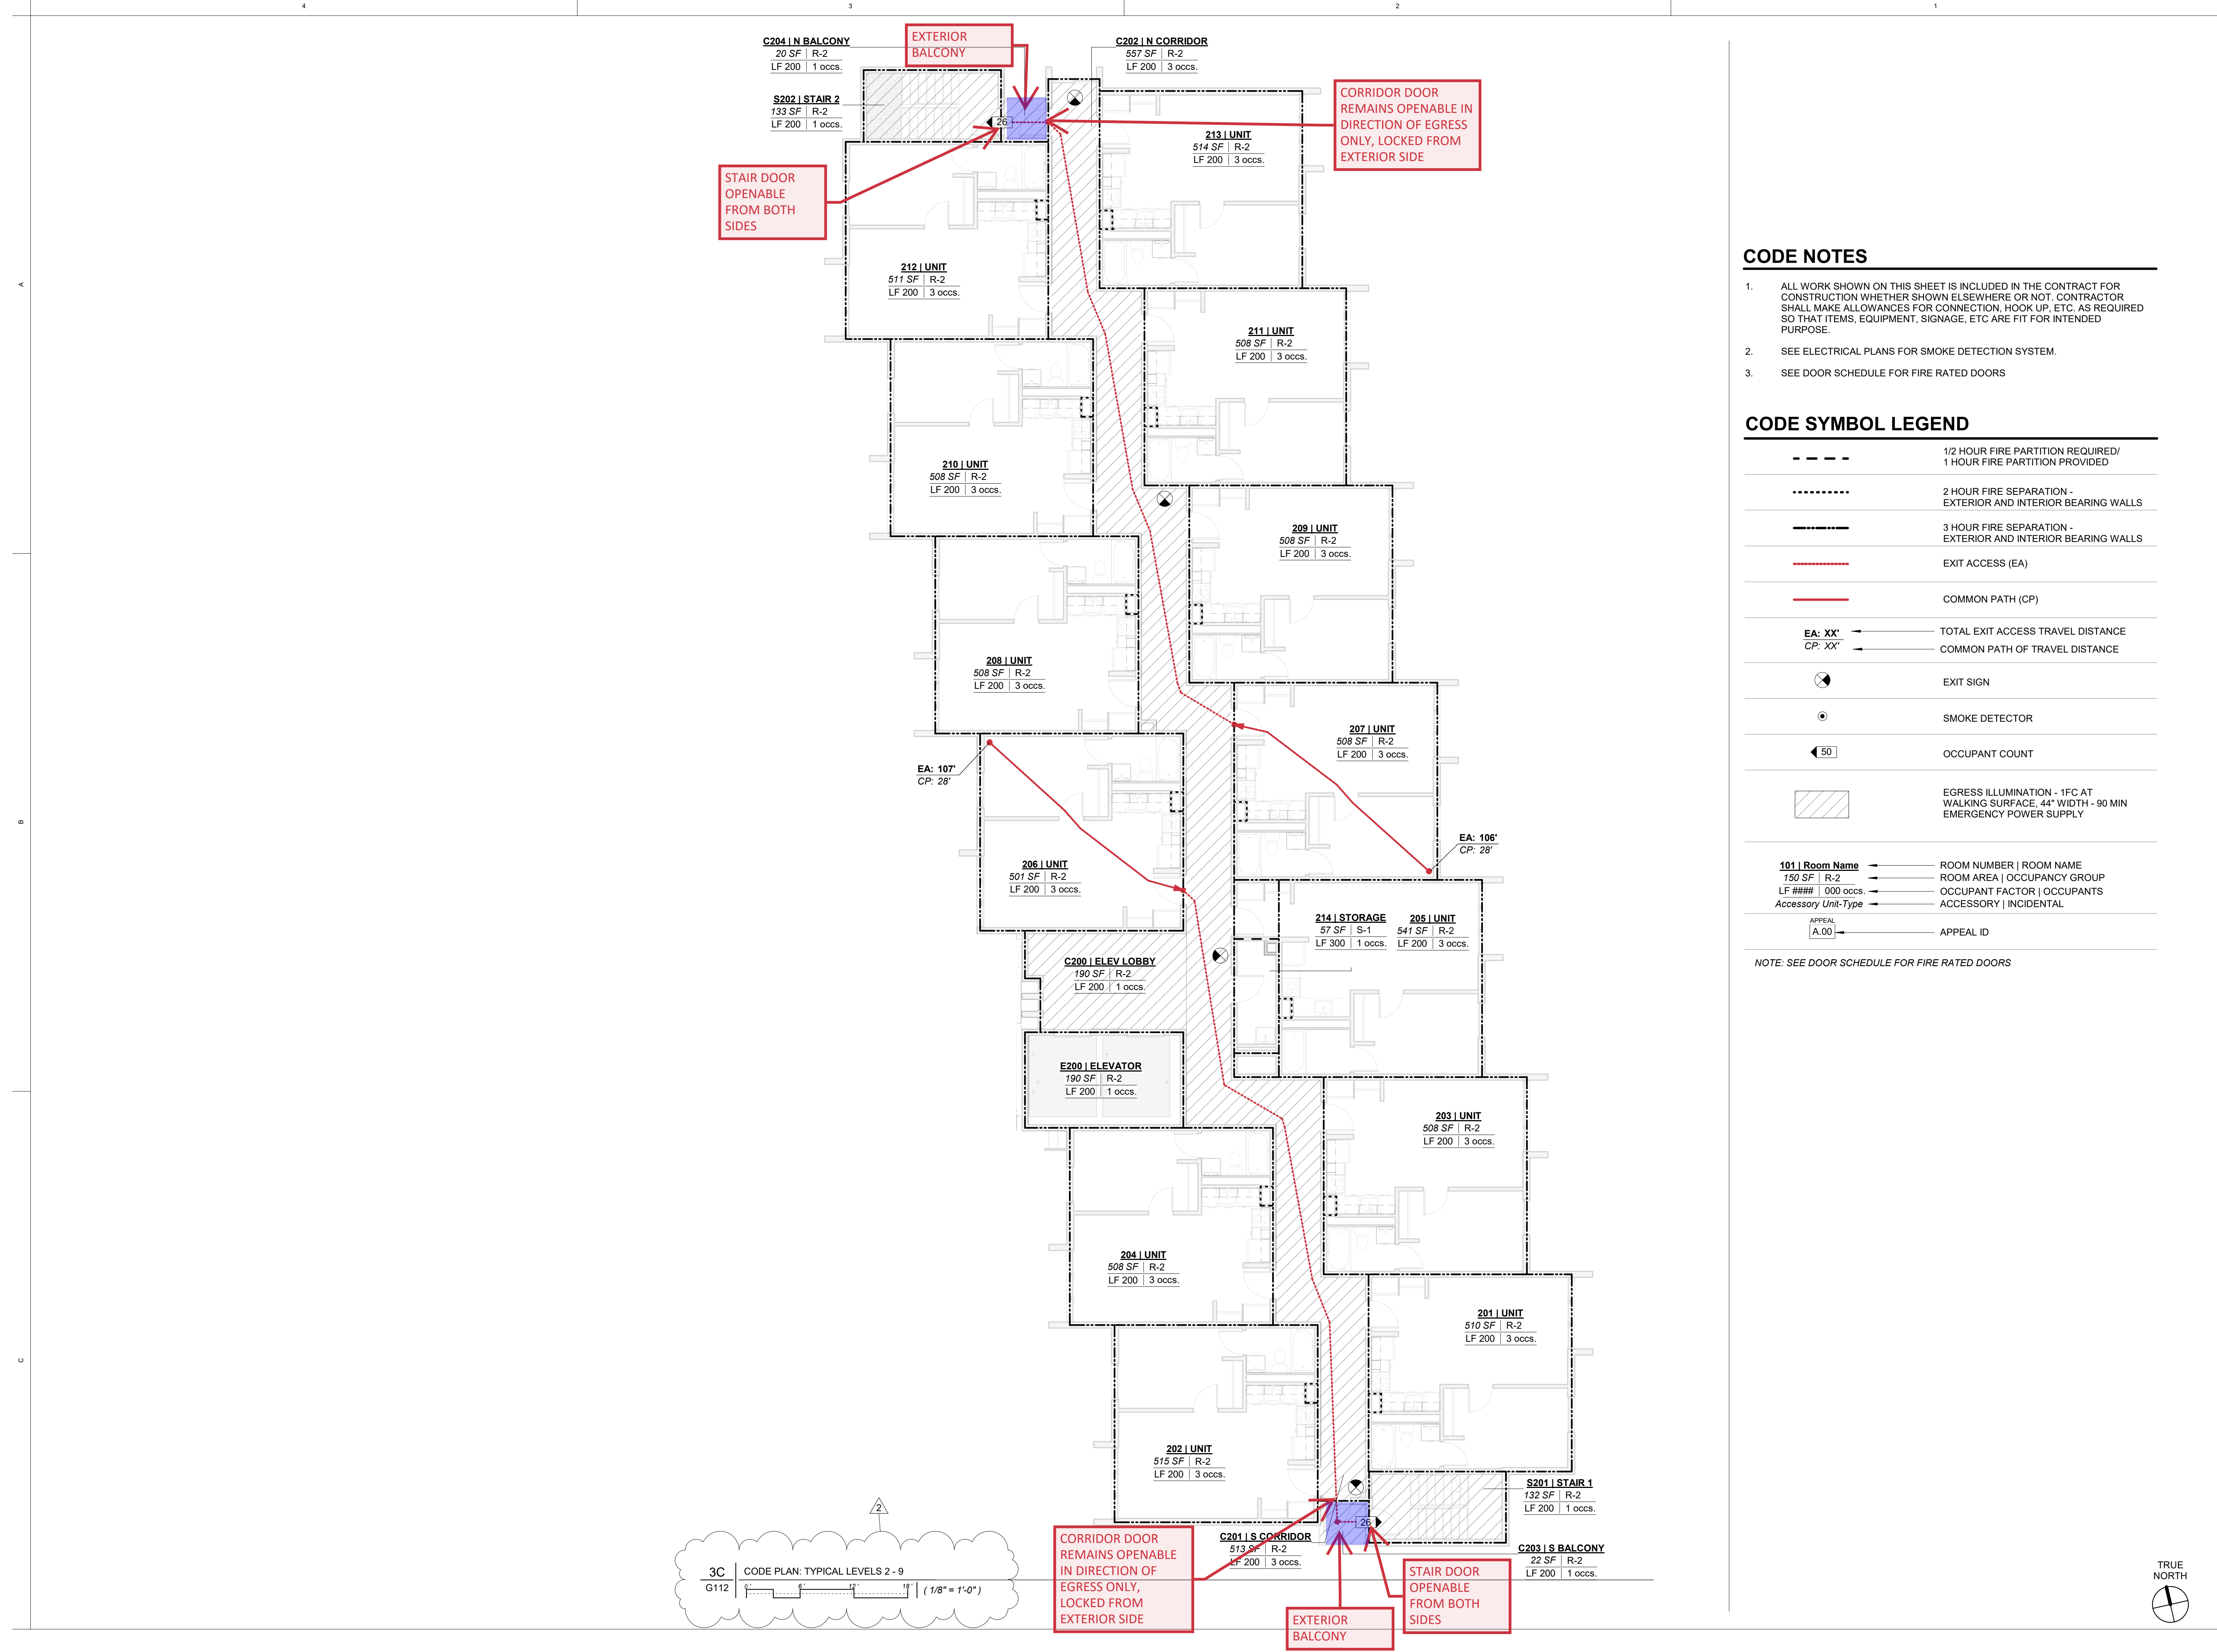 4
3
2
1
A
B
C
C204 | N BALCONY
20 SF | R-2
LF 200 | 1 occs.
EXTERIOR
BALCONY
C202 | N CORRIDOR
557 SF | R-2
LF 200 | 3 occs.
S202 | STAIR 2
133 SF | R-2
LF 200 | 1 occs.
26
CORRIDOR DOOR
REMAINS OPENABLE IN
DIRECTION OF EGRESS
ONLY, LOCKED FROM
EXTERIOR SIDE
STAIR DOOR
OPENABLE
FROM BOTH
SIDES
213 | UNIT
514 SF | R-2
LF 200 | 3 occs.
212 | UNIT
511 SF | R-2
LF 200 | 3 occs.
211 | UNIT
508 SF | R-2
LF 200 | 3 occs.
210 | UNIT
508 SF | R-2
LF 200 | 3 occs.
209 | UNIT
508 SF | R-2
LF 200 | 3 occs.
208 | UNIT
508 SF | R-2
LF 200 | 3 occs.
207 | UNIT
508 SF | R-2
LF 200 | 3 occs.
EA: 107'
CP: 28'
EA: 106'
CP: 28'
206 | UNIT
501 SF | R-2
LF 200 | 3 occs.
214 | STORAGE
57 SF | S-1
LF 300 | 1 occs.
205 | UNIT
541 SF | R-2
LF 200 | 3 occs.
C200 | ELEV LOBBY
190 SF | R-2
LF 200 | 1 occs.
E200 | ELEVATOR
190 SF | R-2
LF 200 | 1 occs.
203 | UNIT
508 SF | R-2
LF 200 | 3 occs.
204 | UNIT
508 SF | R-2
LF 200 | 3 occs.
201 | UNIT
510 SF | R-2
LF 200 | 3 occs.
202 | UNIT
515 SF | R-2
LF 200 | 3 occs.
S201 | STAIR 1
132 SF | R-2
LF 200 | 1 occs.
26
C201 | S CORRIDOR
513 SF | R-2
LF 200 | 3 occs.
C203 | S BALCONY
22 SF | R-2
LF 200 | 1 occs.
CORRIDOR DOOR
REMAINS OPENABLE
IN DIRECTION OF
EGRESS ONLY,
LOCKED FROM
EXTERIOR SIDE
STAIR DOOR
OPENABLE
FROM BOTH
SIDES
EXTERIOR
BALCONY
2
3C
G112
CODE PLAN: TYPICAL LEVELS 2 - 9
0' 6' 12' 18' ( 1/8" = 1'-0" )
CODE NOTES
1. ALL WORK SHOWN ON THIS SHEET IS INCLUDED IN THE CONTRACT FOR
CONSTRUCTION WHETHER SHOWN ELSEWHERE OR NOT. CONTRACTOR
SHALL MAKE ALLOWANCES FOR CONNECTION, HOOK UP, ETC. AS REQUIRED
SO THAT ITEMS, EQUIPMENT, SIGNAGE, ETC ARE FIT FOR INTENDED
PURPOSE.
2. SEE ELECTRICAL PLANS FOR SMOKE DETECTION SYSTEM.
3. SEE DOOR SCHEDULE FOR FIRE RATED DOORS
CODE SYMBOL LEGEND
1/2 HOUR FIRE PARTITION REQUIRED/
1 HOUR FIRE PARTITION PROVIDED
2 HOUR FIRE SEPARATION -
EXTERIOR AND INTERIOR BEARING WALLS
3 HOUR FIRE SEPARATION -
EXTERIOR AND INTERIOR BEARING WALLS
EXIT ACCESS (EA)
COMMON PATH (CP)
EA: XX' TOTAL EXIT ACCESS TRAVEL DISTANCE
CP: XX' COMMON PATH OF TRAVEL DISTANCE
EXIT SIGN
SMOKE DETECTOR
50 OCCUPANT COUNT
EGRESS ILLUMINATION - 1FC AT
WALKING SURFACE, 44" WIDTH - 90 MIN
EMERGENCY POWER SUPPLY
101 | Room Name ROOM NUMBER | ROOM NAME
150 SF | R-2 ROOM AREA | OCCUPANCY GROUP
LF #### | 000 occs. OCCUPANT FACTOR | OCCUPANTS
Accessory Unit-Type ACCESSORY | INCIDENTAL
APPEAL
A.00 APPEAL ID
NOTE: SEE DOOR SCHEDULE FOR FIRE RATED DOORS
TRUE
NORTH